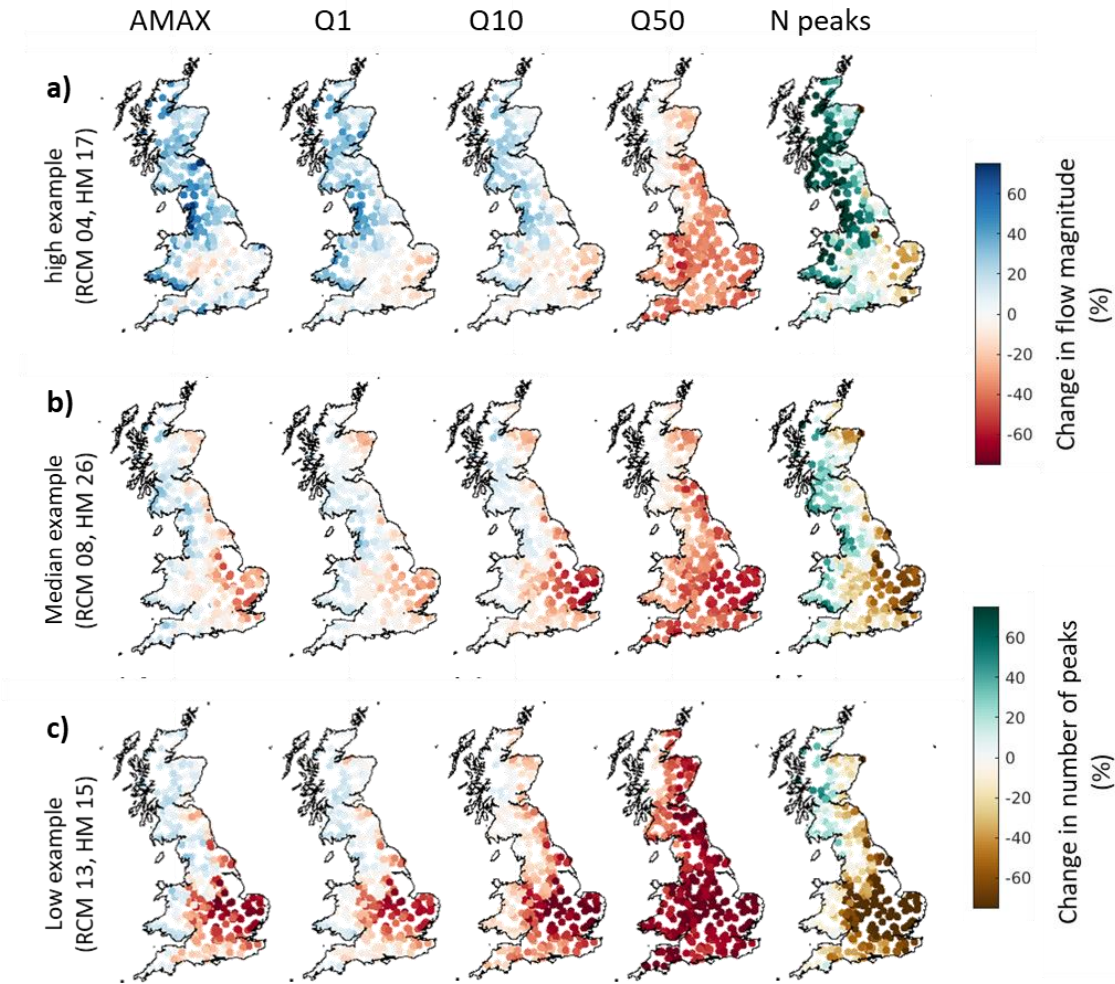 AMAX Q1 Q10 Q50 N peaks
a)
high example
(RCM 04, HM 17)
b)
Median example
(RCM 08, HM 26)
c)
Low example
(RCM 13, HM 15)
60
40
20
0
-20
-40
-60
Change in flow magnitude
(%)
60
40
20
0
-20
-40
-60
Change in number of peaks
(%)